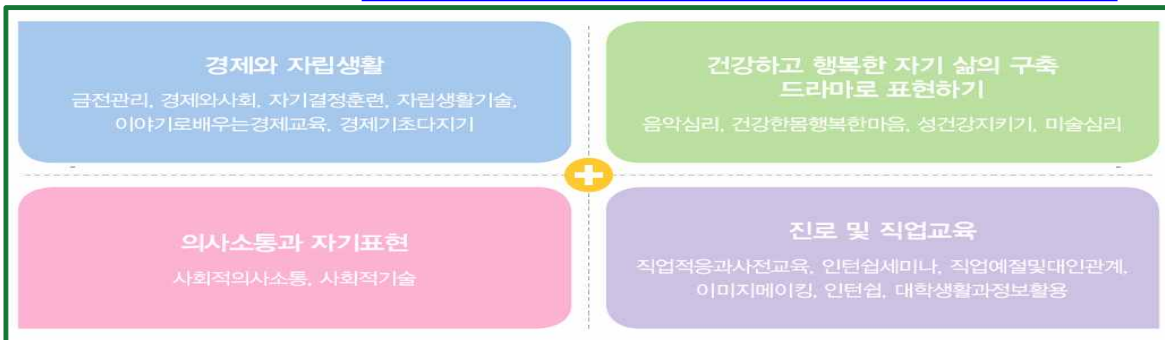 경제와 자립생활
금전관리, 경제와사회, 자기결정훈련, 자립생활기술,
이야기로배우는경제교육, 경제기초다지기
건강하고 행복한 자기 삶의 구축
드라마로 표현하기
음악심리, 건강한몸행복한마음, 성건강지키기, 미술심리
의사소통과 자기표현
사회적의사소통, 사회적기술
진로 및 직업교육
직업적응과사전교육, 인턴쉽세미나, 직업예절및대인관계,
이미지메이킹, 인턴쉽, 대학생활과정보활용